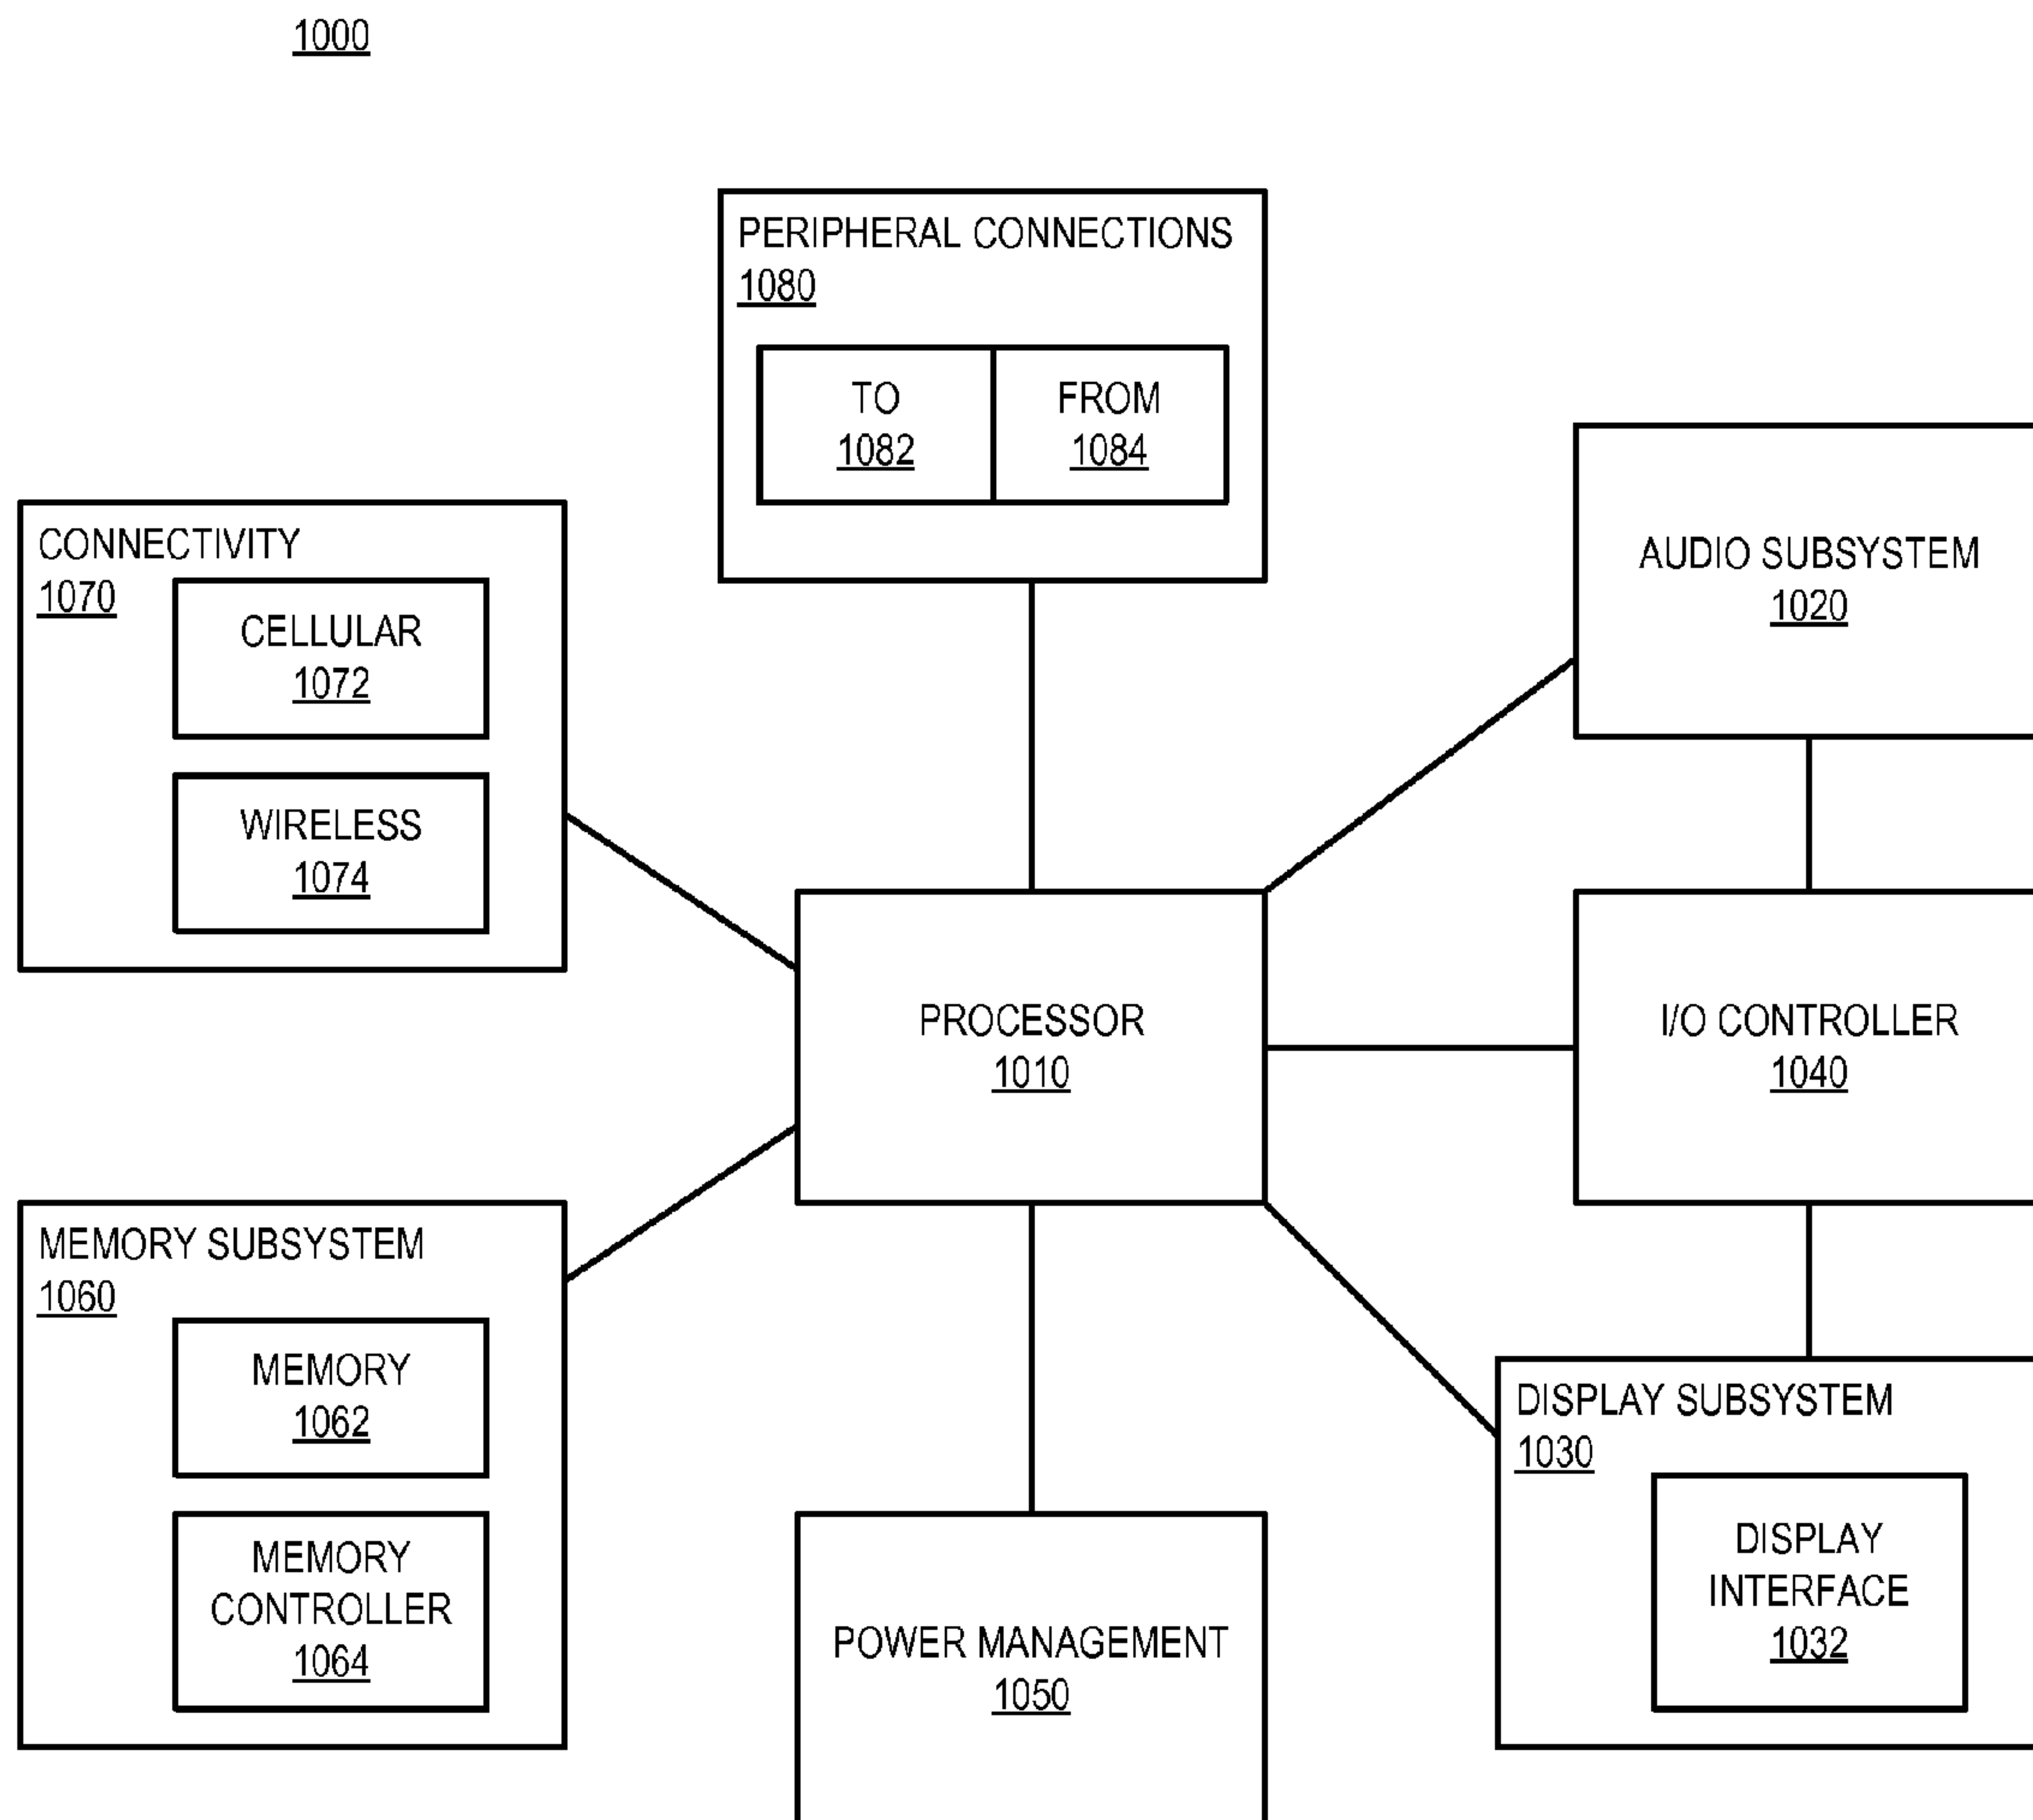 1000
PERIPHERAL CONNECTIONS
1080
TO
1082
FROM
1084
CONNECTIVITY
1070
CELLULAR
1072
WIRELESS
1074
AUDIO SUBSYSTEM
1020
PROCESSOR
1010
I/O CONTROLLER
1040
MEMORY SUBSYSTEM
1060
MEMORY
1062
MEMORY
CONTROLLER
1064
POWER MANAGEMENT
1050
DISPLAY SUBSYSTEM
1030
DISPLAY
INTERFACE
1032